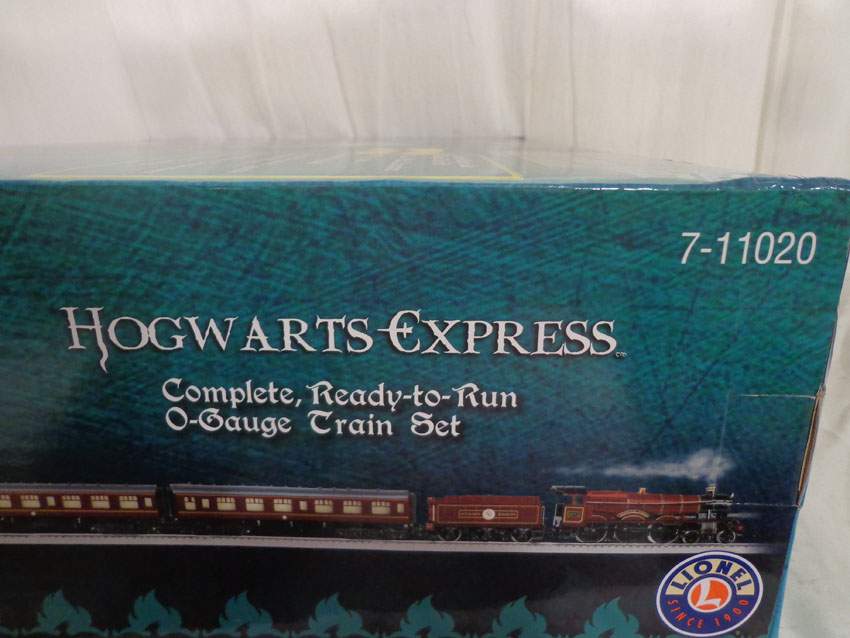 7-11020
HOGWARTS EXPRESS
Complete, Ready-to-Run
O-Gauge Train Set
LIONEL
L
SINCE 1900